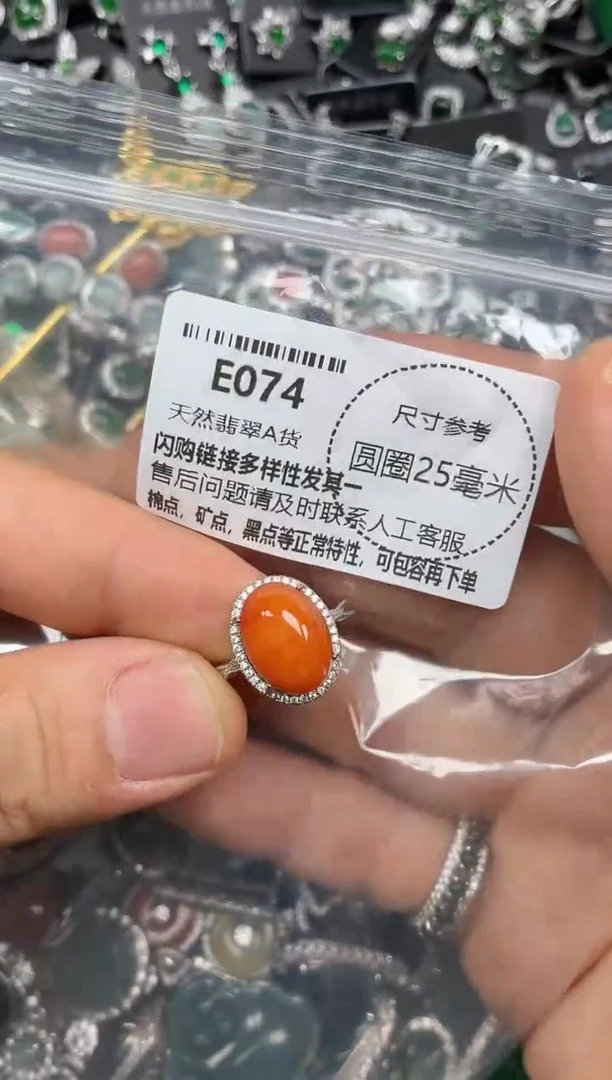 E074
天然翡翠A货
闪购链接多样性发其一
售后问题请及时联系人工客服
棉点，矿点，黑点等正常特性，可包容再下单
尺寸参考
圆圈25毫米